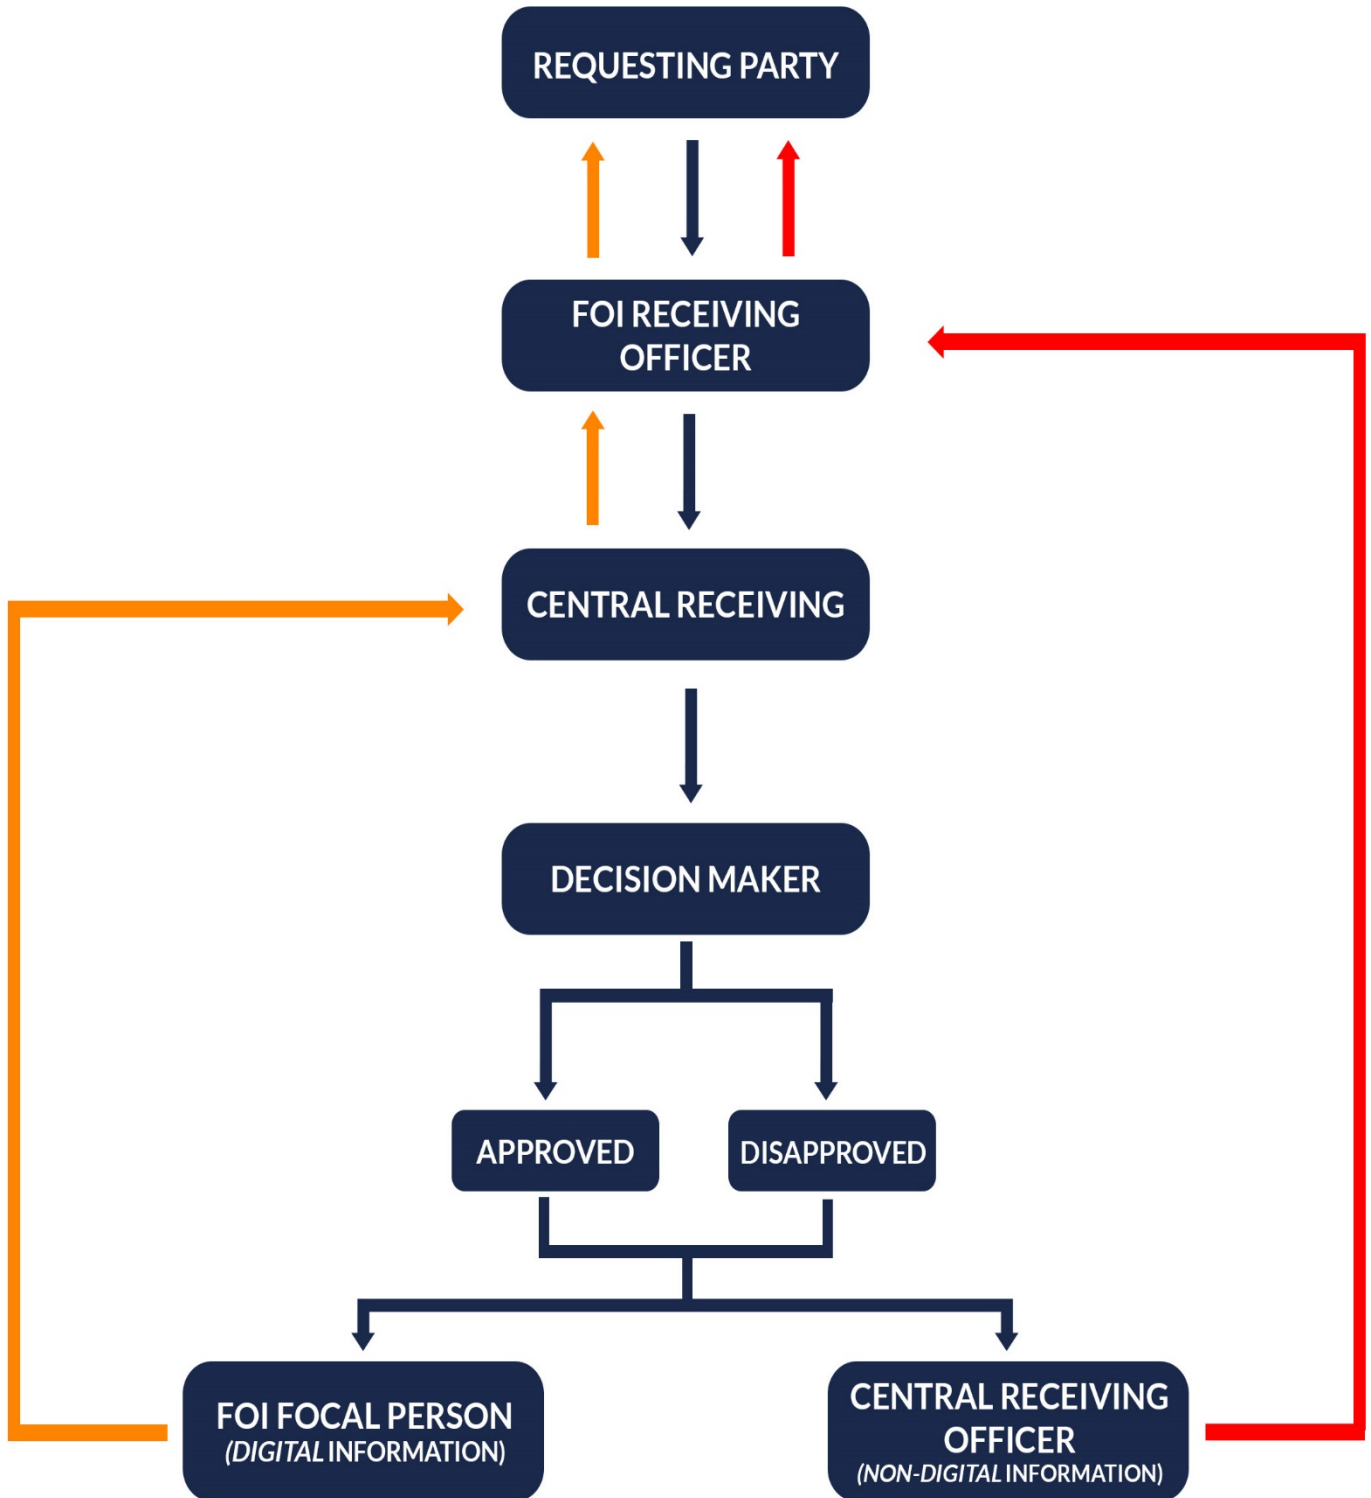 REQUESTING PARTY
FOI RECEIVING
OFFICER
CENTRAL RECEIVING
DECISION MAKER
APPROVED
DISAPPROVED
FOI FOCAL PERSON
(DIGITAL INFORMATION)
CENTRAL RECEIVING
OFFICER
(NON-DIGITAL INFORMATION)